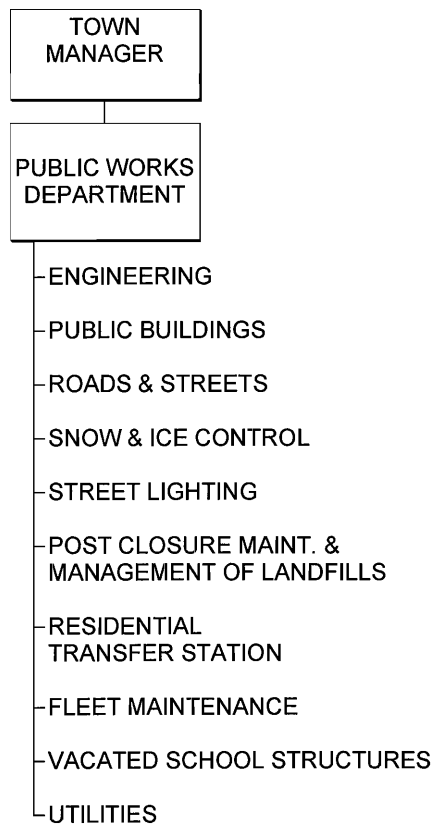 TOWN
MANAGER
PUBLIC WORKS
DEPARTMENT
ENGINEERING
PUBLIC BUILDINGS
ROADS & STREETS
SNOW & ICE CONTROL
STREET LIGHTING
POST CLOSURE MAINT. &
MANAGEMENT OF LANDFILLS
RESIDENTIAL
TRANSFER STATION
FLEET MAINTENANCE
VACATED SCHOOL STRUCTURES
UTILITIES